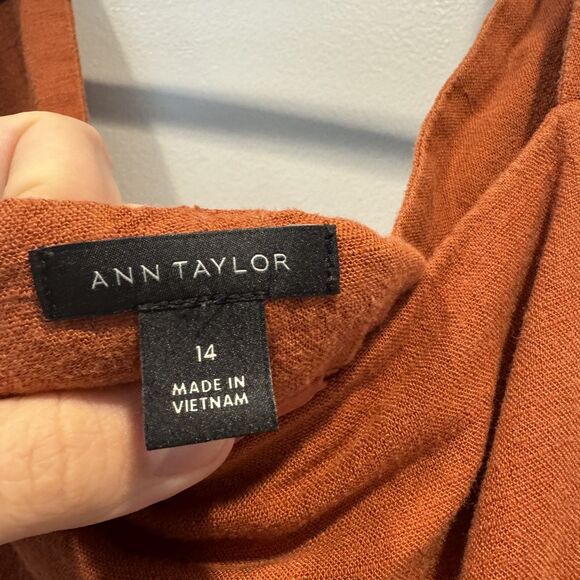 ANN TAYLOR
14
MADE IN
VIETNAM